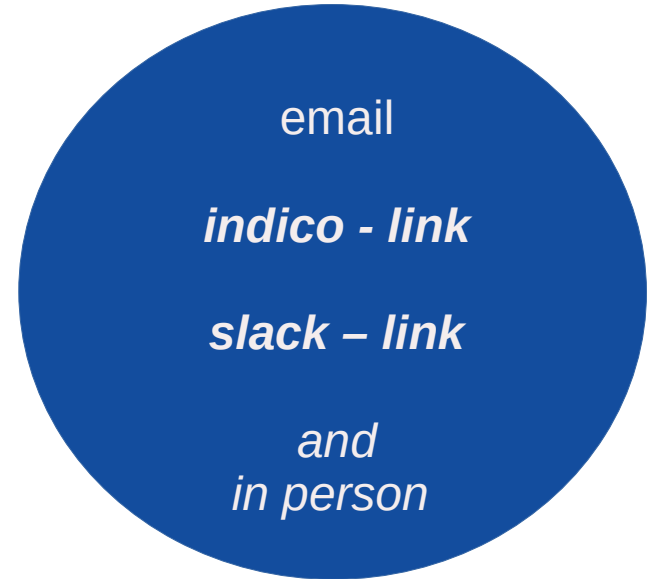 email
indico - link
slack – link
and
in person